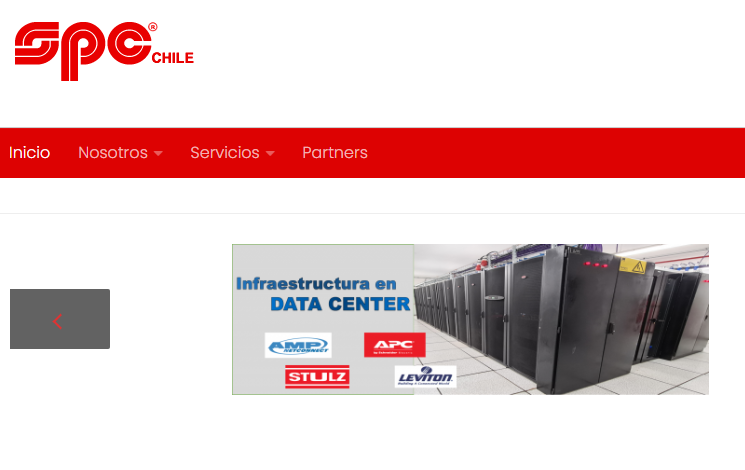 SPC® CHILE
Inicio Nosotros Servicios Partners
Infraestructura en
DATA CENTER
AMP
NETCONNECT
APC
by Schneider Electric
STULZ
LEVITON